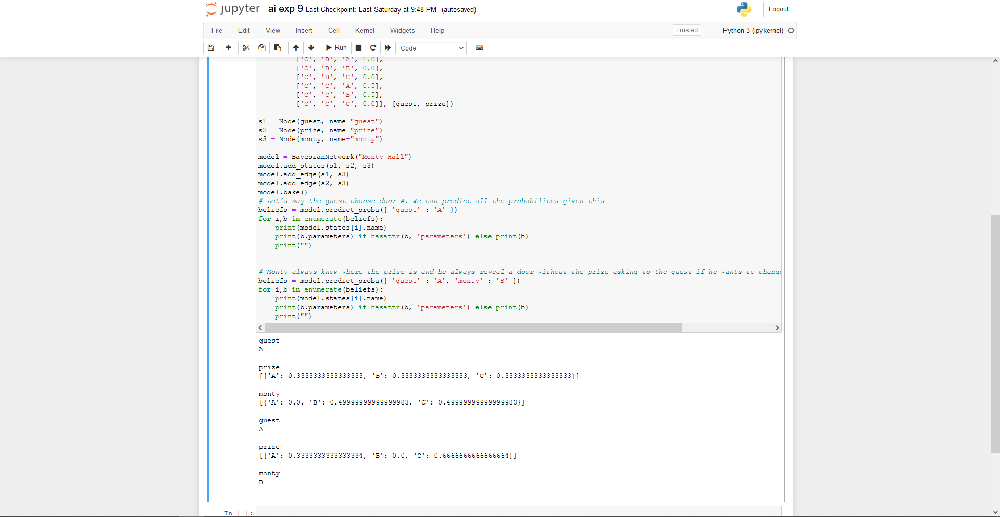 jupyter ai exp 9 Last Checkpoint: Last Saturday at 9:48 PM (autosaved) Logout
File Edit View Insert Cell Kernel Widgets Help Trusted Python 3 (ipykernel)
Run Code
['C', 'B', 'A', 1.0],
['C', 'B', 'B', 0.0],
['C', 'B', 'C', 0.0],
['C', 'C', 'A', 0.5],
['C', 'C', 'B', 0.5],
['C', 'C', 'C', 0.0]], [guest, prize])
s1 = Node(guest, name="guest")
s2 = Node(prize, name="prize")
s3 = Node(monty, name="monty")
model = BayesianNetwork("Monty Hall")
model.add_states(s1, s2, s3)
model.add_edge(s1, s3)
model.add_edge(s2, s3)
model.bake()
# Let's say the guest choose door A. We can predict all the probabilites given this
beliefs = model.predict_proba({ 'guest' : 'A' })
for i,b in enumerate(beliefs):
    print(model.states[i].name)
    print(b.parameters) if hasattr(b, 'parameters') else print(b)
    print("")
# Monty always know where the prize is and he always reveal a door without the prize asking to the guest if he wants to change
beliefs = model.predict_proba({ 'guest' : 'A', 'monty' : 'B' })
for i,b in enumerate(beliefs):
    print(model.states[i].name)
    print(b.parameters) if hasattr(b, 'parameters') else print(b)
    print("")
guest
A
prize
[{'A': 0.3333333333333333, 'B': 0.3333333333333333, 'C': 0.3333333333333333}]
monty
[{'A': 0.0, 'B': 0.49999999999999983, 'C': 0.49999999999999983}]
guest
A
prize
[{'A': 0.3333333333333334, 'B': 0.0, 'C': 0.6666666666666664}]
monty
B
In [ ]: